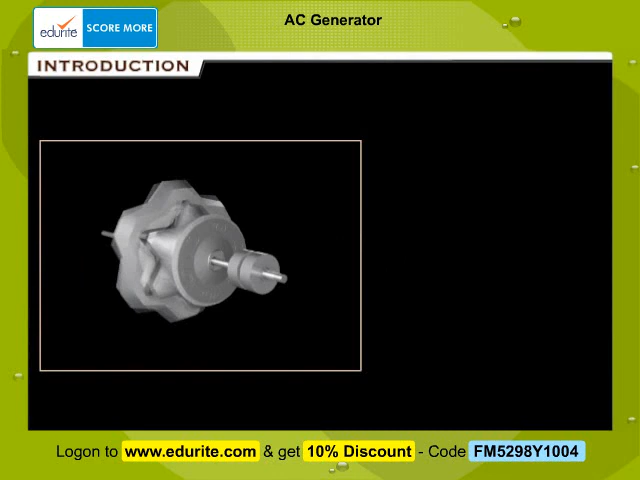 AC Generator
edurite SCORE MORE
INTRODUCTION
Logon to www.edurite.com & get 10% Discount - Code FM5298Y1004